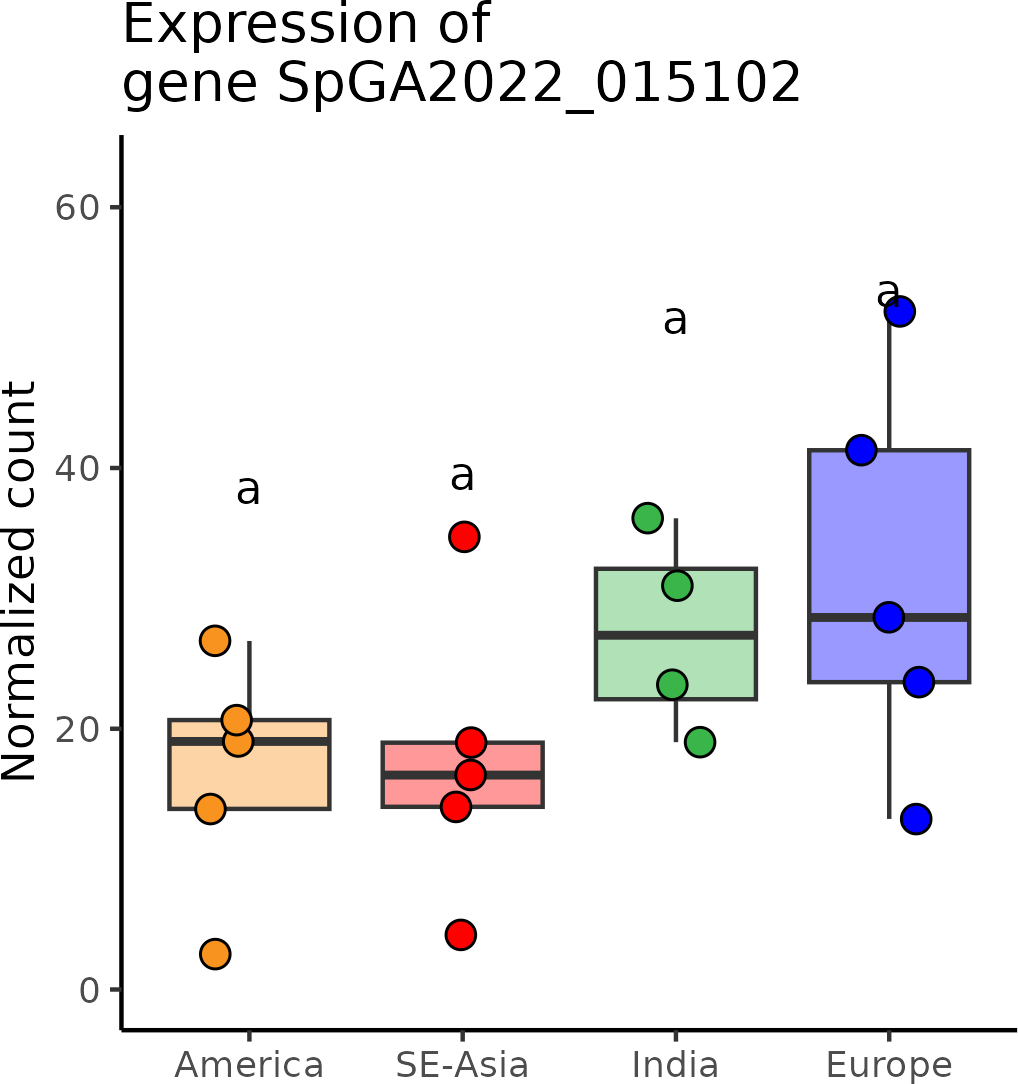 Expression of
gene SpGA2022_015102
Normalized count
60
40
20
0
a
a
a
a
America
SE-Asia
India
Europe